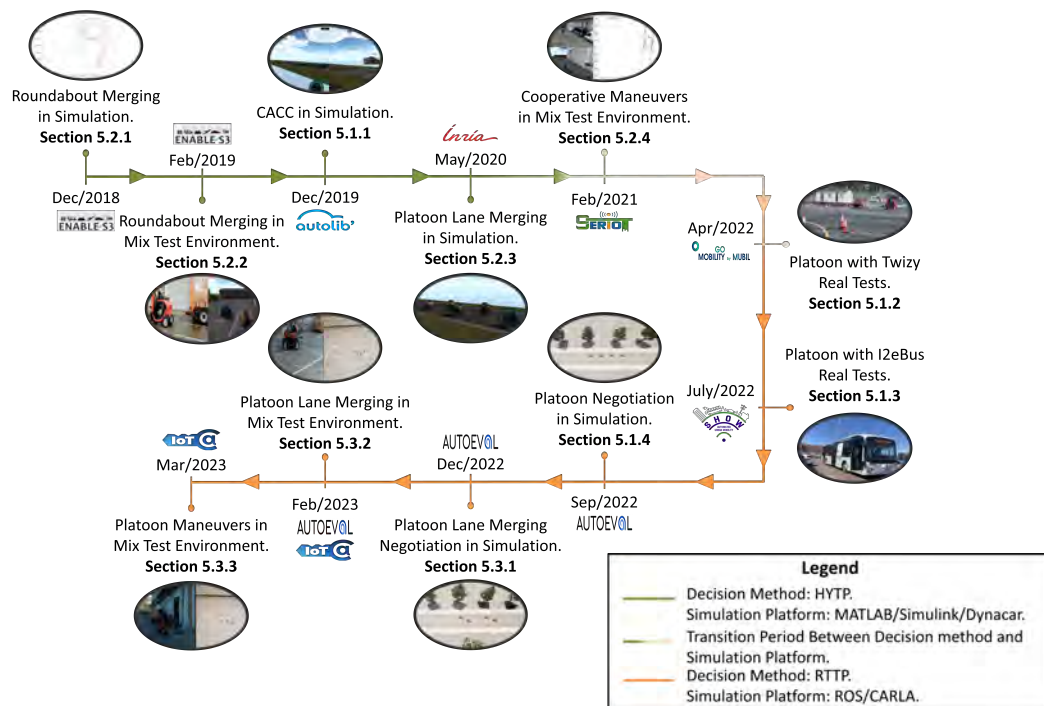 Roundabout Merging
in Simulation.
Section 5.2.1
Dec/2018
ENABLE-S3
ENABLE-S3
Feb/2019
Roundabout Merging in
Mix Test Environment.
Section 5.2.2
CACC in Simulation.
Section 5.1.1
Dec/2019
autolib'
Inria
May/2020
Platoon Lane Merging
in Simulation.
Section 5.2.3
Cooperative Maneuvers
in Mix Test Environment.
Section 5.2.4
Feb/2021
SERIOT
Apr/2022
GO
MOBILITY by MUBIL
Platoon with Twizy
Real Tests.
Section 5.1.2
Platoon with I2eBus
Real Tests.
Section 5.1.3
July/2022
SHOW
Platoon Negotiation
in Simulation.
Section 5.1.4
Sep/2022
AUTOEV@L
AUTOEV@L
Dec/2022
Platoon Lane Merging
Negotiation in Simulation.
Section 5.3.1
Platoon Lane Merging in
Mix Test Environment.
Section 5.3.2
Feb/2023
AUTOEV@L
IoT@
IoT@
Mar/2023
Platoon Maneuvers in
Mix Test Environment.
Section 5.3.3
Legend
Decision Method: HYTP.
Simulation Platform: MATLAB/Simulink/Dynacar.
Transition Period Between Decision method and
Simulation Platform.
Decision Method: RTTP.
Simulation Platform: ROS/CARLA.